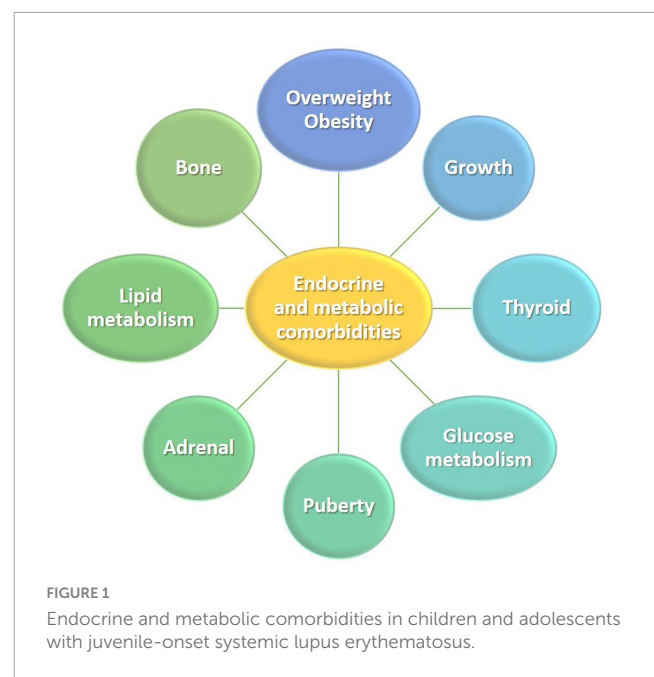 Overweight
Obesity
Growth
Thyroid
Glucose
metabolism
Puberty
Adrenal
Lipid
metabolism
Bone
Endocrine
and metabolic
comorbidities
FIGURE 1
Endocrine and metabolic comorbidities in children and adolescents
with juvenile-onset systemic lupus erythematosus.